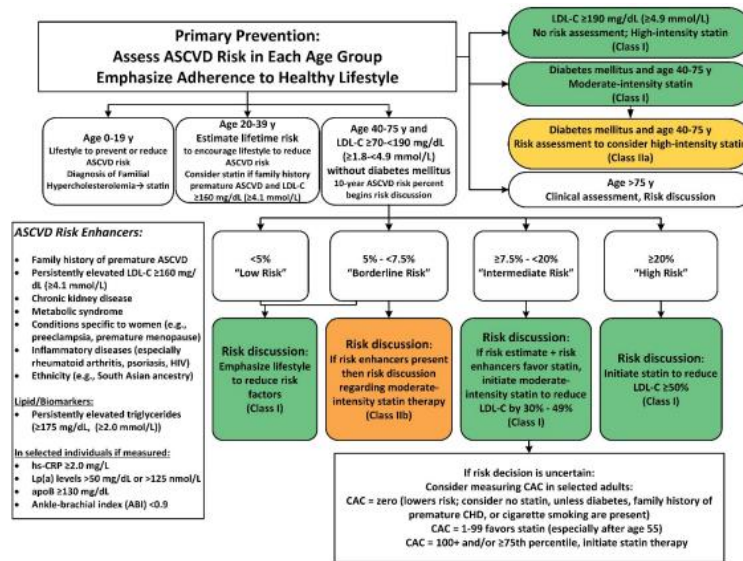 Primary Prevention:
Assess ASCVD Risk in Each Age Group
Emphasize Adherence to Healthy Lifestyle
LDL-C ≥190 mg/dL (≥4.9 mmol/L)
No risk assessment; High-intensity statin
(Class I)
Diabetes mellitus and age 40-75 y
Moderate-intensity statin
(Class I)
Diabetes mellitus and age 40-75 y
Risk assessment to consider high-intensity statin
(Class IIa)
Age >75 y
Clinical assessment, Risk discussion
Age 0-19 y
Lifestyle to prevent or reduce
ASCVD risk
Diagnosis of Familial
Hypercholesterolemia→ statin
Age 20-39 y
Estimate lifetime risk
to encourage lifestyle to reduce
ASCVD risk
Consider statin if family history
premature ASCVD and LDL-C
≥160 mg/dL (≥4.1 mmol/L)
Age 40-75 y and
LDL-C ≥70-<190 mg/dL
(≥1.8-<4.9 mmol/L)
without diabetes mellitus
10-year ASCVD risk percent
begins risk discussion
<5%
"Low Risk"
5% - <7.5%
"Borderline Risk"
≥7.5% - <20%
"Intermediate Risk"
≥20%
"High Risk"
Risk discussion:
Emphasize lifestyle
to reduce risk
factors
(Class I)
Risk discussion:
If risk enhancers present
then risk discussion
regarding moderate-
intensity statin therapy
(Class IIb)
Risk discussion:
If risk estimate + risk
enhancers favor statin,
initiate moderate-
intensity statin to reduce
LDL-C by 30% - 49%
(Class I)
Risk discussion:
Initiate statin to reduce
LDL-C ≥50%
(Class I)
If risk decision is uncertain:
Consider measuring CAC in selected adults:
CAC = zero (lowers risk; consider no statin, unless diabetes, family history of
premature CHD, or cigarette smoking are present)
CAC = 1-99 favors statin (especially after age 55)
CAC = 100+ and/or ≥75th percentile, initiate statin therapy
ASCVD Risk Enhancers:
• Family history of premature ASCVD
• Persistently elevated LDL-C ≥160 mg/
dL (≥4.1 mmol/L)
• Chronic kidney disease
• Metabolic syndrome
• Conditions specific to women (e.g.,
preeclampsia, premature menopause)
• Inflammatory diseases (especially
rheumatoid arthritis, psoriasis, HIV)
• Ethnicity (e.g., South Asian ancestry)
Lipid/Biomarkers:
• Persistently elevated triglycerides
(≥175 mg/dL, (≥2.0 mmol/L))
In selected individuals if measured:
• hs-CRP ≥2.0 mg/L
• Lp(a) levels >50 mg/dL or >125 nmol/L
• apoB ≥130 mg/dL
• Ankle-brachial index (ABI) <0.9